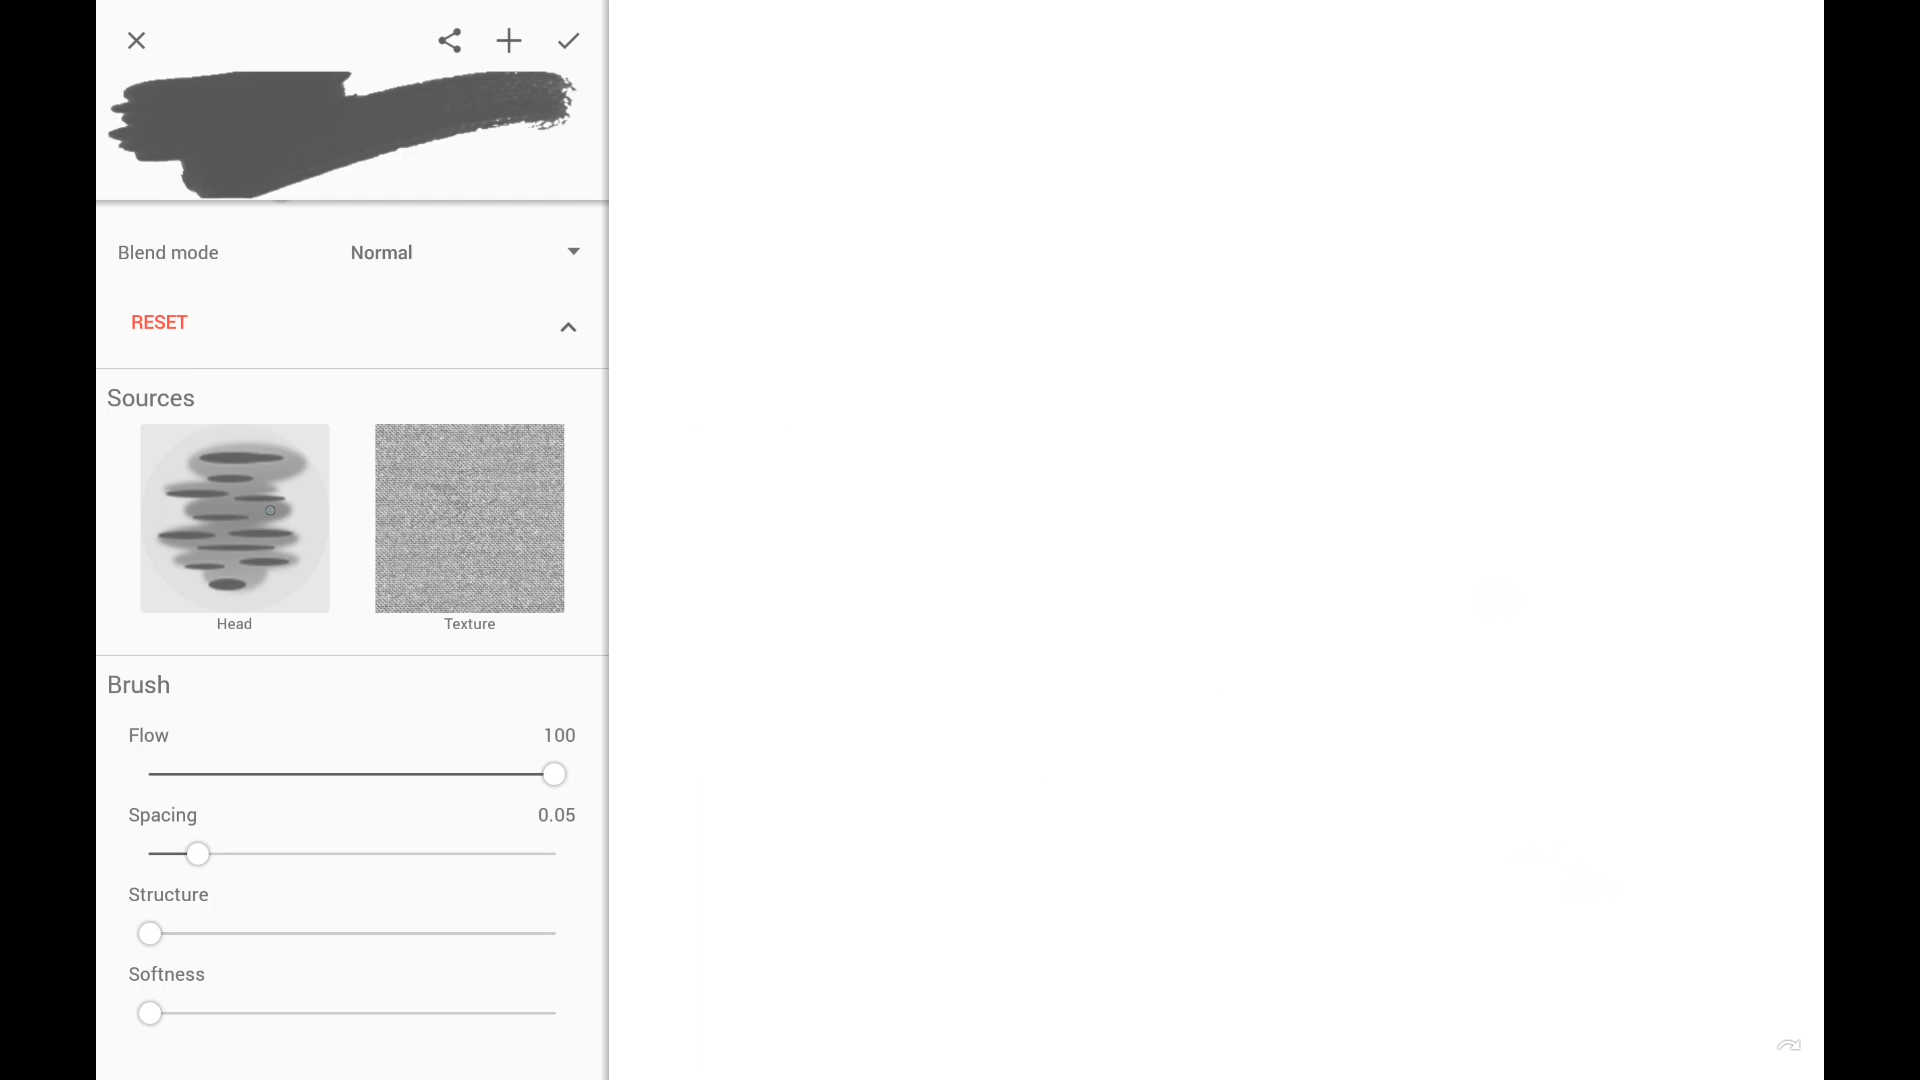 Blend mode Normal
RESET
Sources
Head Texture
Brush
Flow 100
Spacing 0.05
Structure
Softness